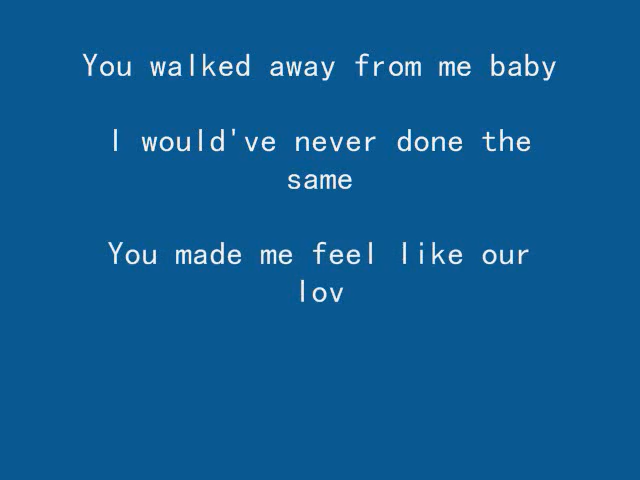 You walked away from me baby
I would've never done the
same
You made me feel like our
lov